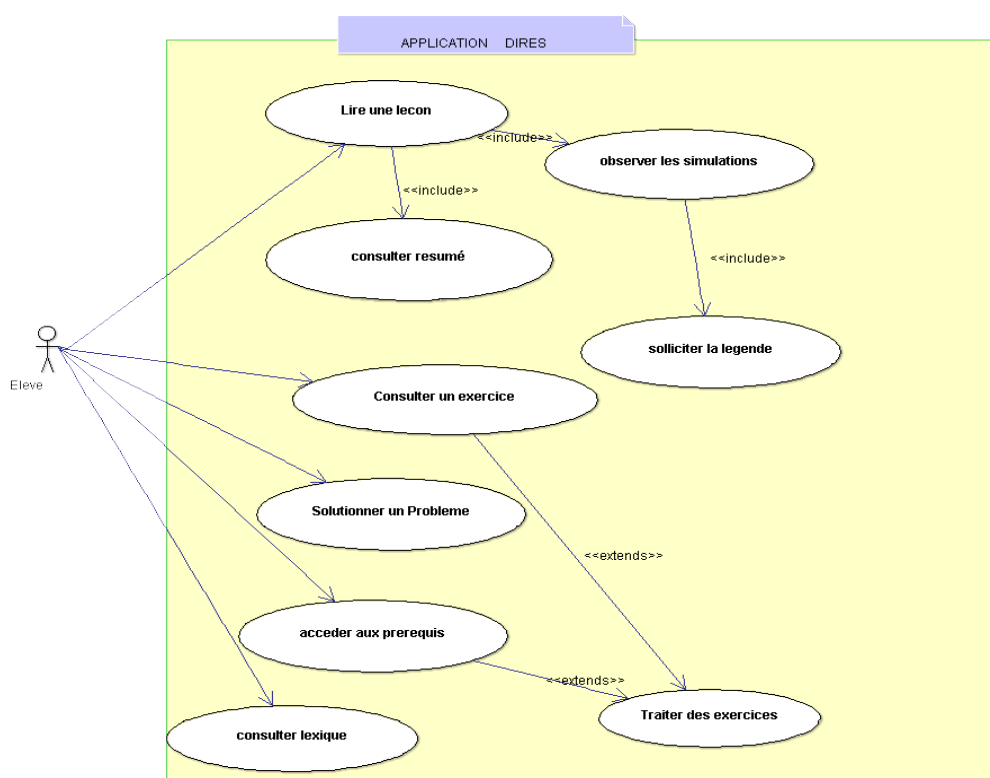 APPLICATION DIRES
Lire une lecon
<<include>>
observer les simulations
<<include>>
consulter resumé
<<include>>
solliciter la legende
Eleve
Consulter un exercice
Solutionner un Probleme
<<extends>>
acceder aux prerequis
<<extends>>
Traiter des exercices
consulter lexique